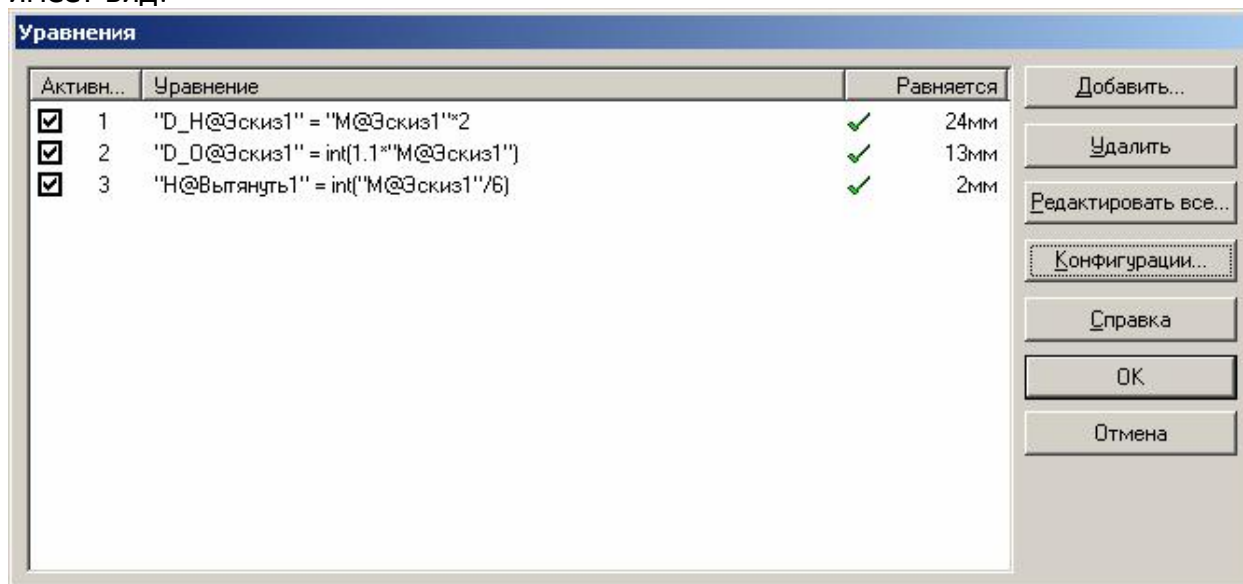 Уравнения
Активн... Уравнение Равняется
1 "D_H@Эскиз1" = "M@Эскиз1"*2 24мм
2 "D_O@Эскиз1" = int(1.1*"M@Эскиз1") 13мм
3 "H@Вытянуть1" = int("M@Эскиз1"/6) 2мм
Добавить...
Удалить
Редактировать все...
Конфигурации...
Справка
OK
Отмена